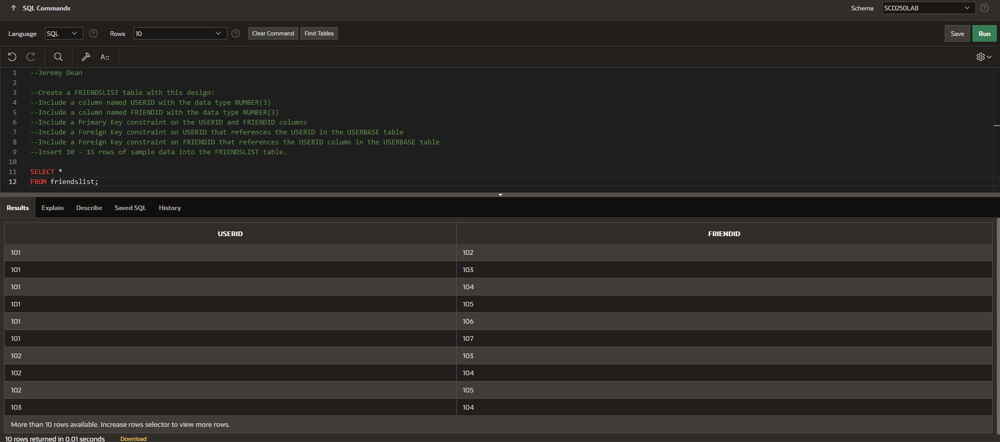 SQL Commands
Schema SCD250LAB
Language SQL Rows 10 Clear Command Find Tables Save Run
A
1 --Jeremy Dean
2
3 --Create a FRIENDSLIST table with this design:
4 --Include a column named USERID with the data type NUMBER(3)
5 --Include a column named FRIENDID with the data type NUMBER(3)
6 --Include a Primary Key constraint on the USERID and FRIENDID columns
7 --Include a Foreign Key constraint on USERID that references the USERID in the USERBASE table
8 --Include a Foreign Key constraint on FRIENDID that references the USERID column in the USERBASE table
9 --Insert 10 - 15 rows of sample data into the FRIENDSLIST table.
10
11 SELECT *
12 FROM friendslist;
Results Explain Describe Saved SQL History
USERID FRIENDID
101 102
101 103
101 104
101 105
101 106
101 107
102 103
102 104
102 105
103 104
More than 10 rows available. Increase rows selector to view more rows.
10 rows returned in 0.01 seconds Download